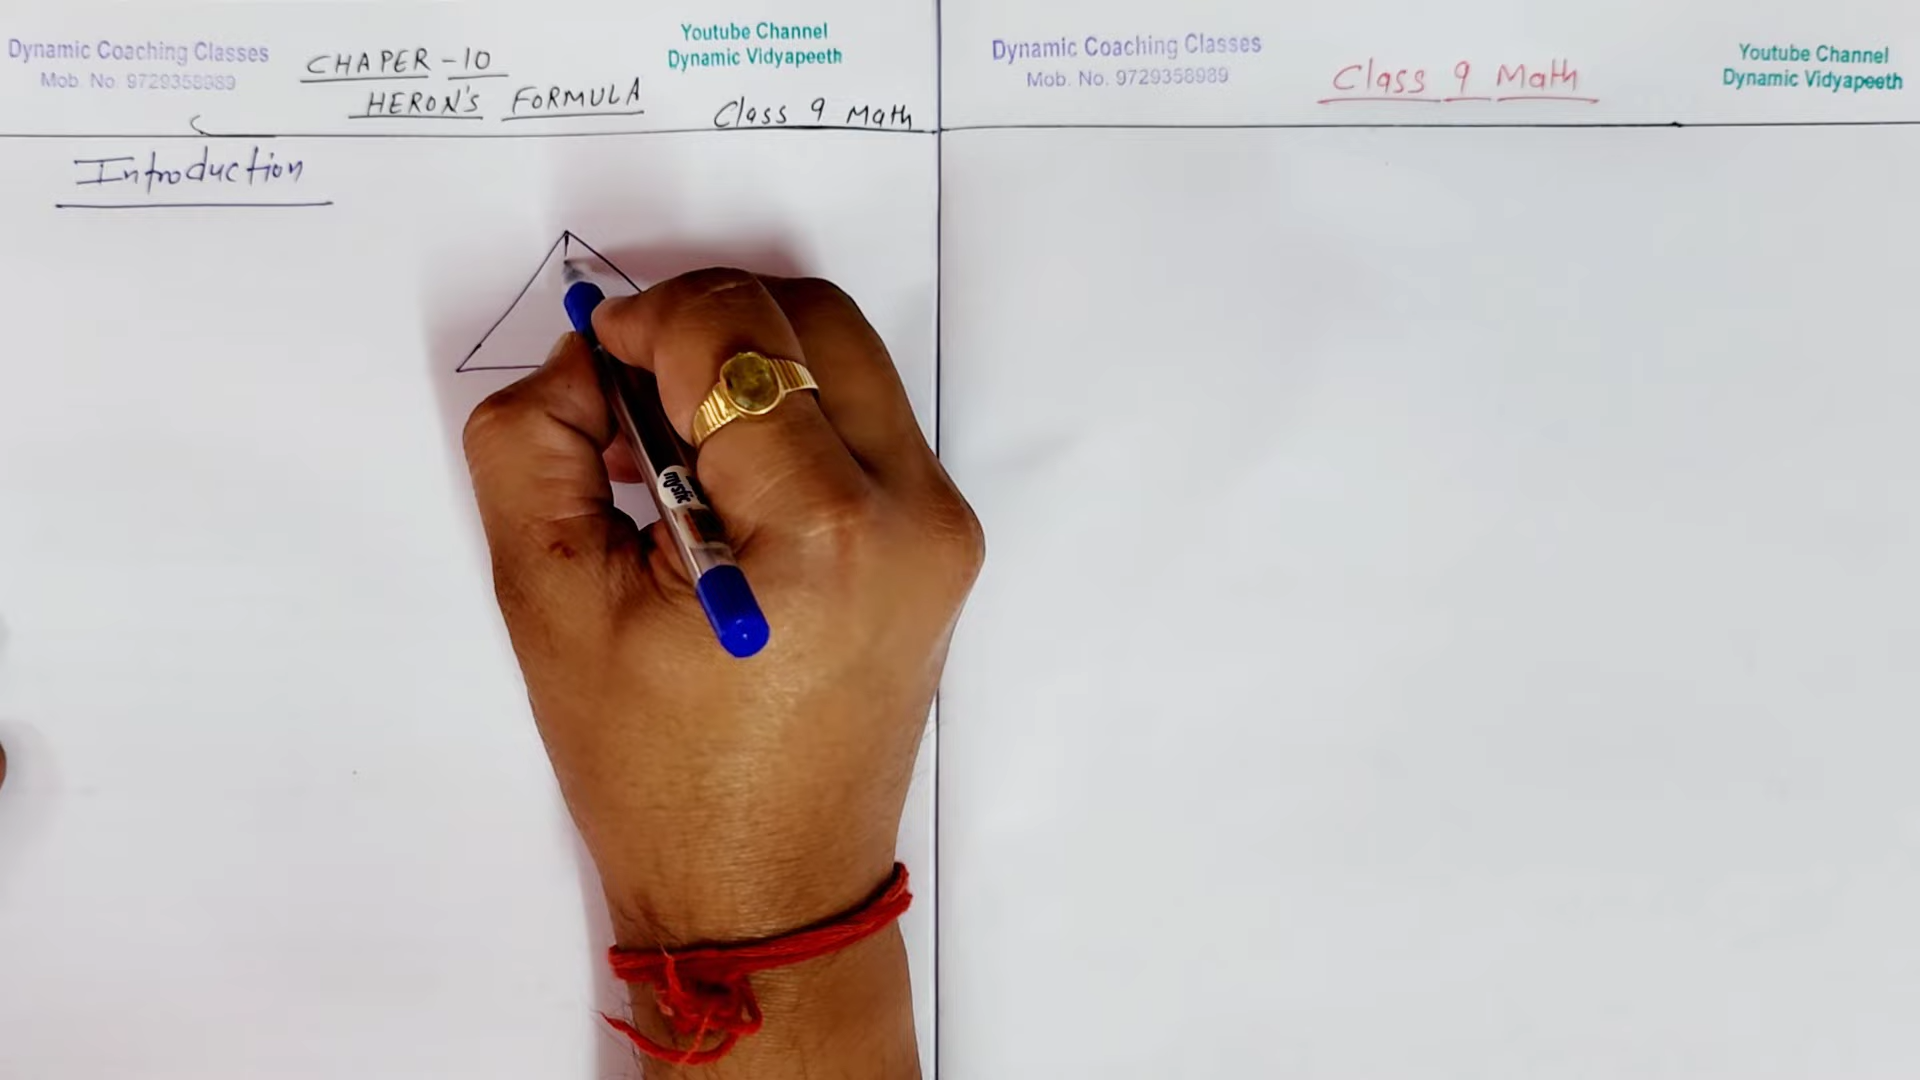 Dynamic Coaching Classes
Mob. No. 9729358989
CHAPER-10
HERON'S FORMULA
Youtube Channel
Dynamic Vidyapeeth
Class 9 Math
Dynamic Coaching Classes
Mob. No. 9729358989
Class 9 Math
Youtube Channel
Dynamic Vidyapeeth
Introduction
mystic